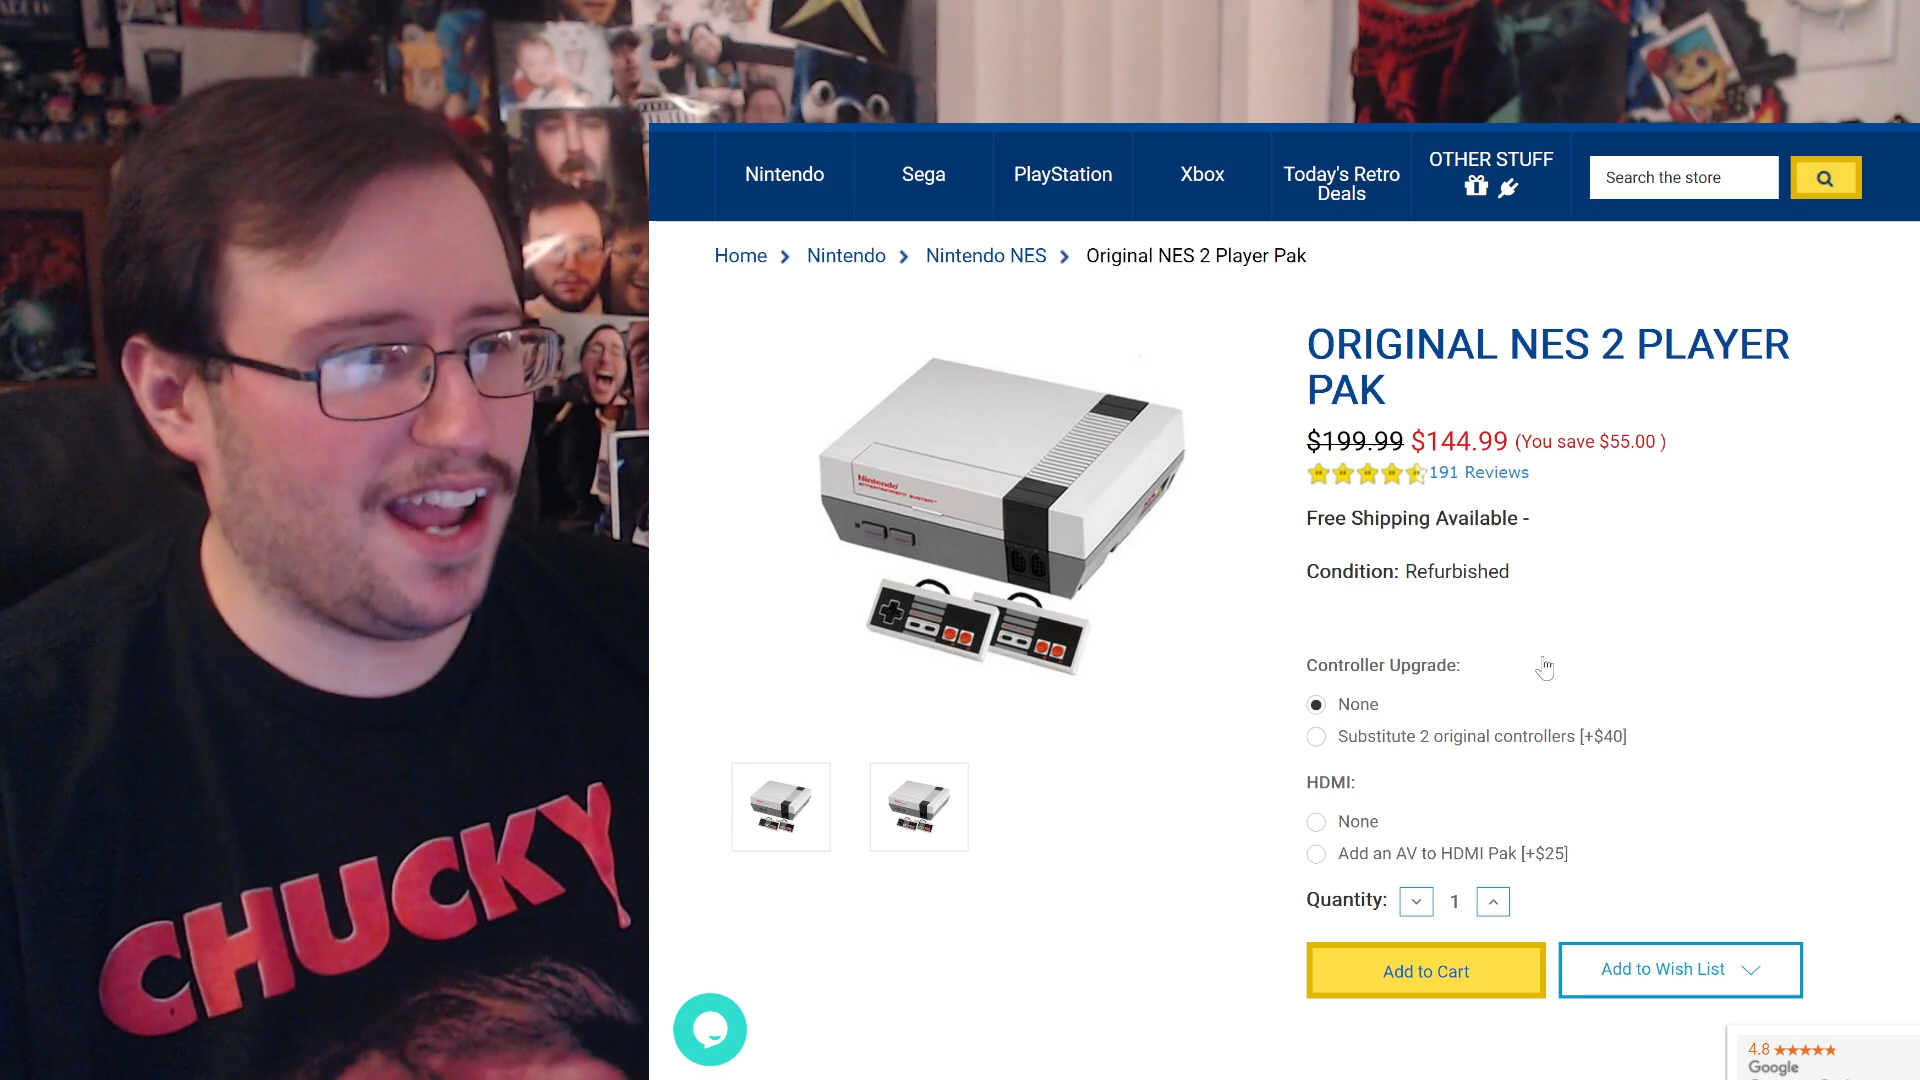 Nintendo
Sega
PlayStation
Xbox
Today's Retro
Deals
OTHER STUFF
Search the store
Home > Nintendo > Nintendo NES > Original NES 2 Player Pak
ORIGINAL NES 2 PLAYER
PAK
$199.99 $144.99 (You save $55.00 )
191 Reviews
Free Shipping Available -
Condition: Refurbished
Controller Upgrade:
None
Substitute 2 original controllers [+$40]
HDMI:
None
Add an AV to HDMI Pak [+$25]
Quantity: 1
Add to Cart
Add to Wish List
4.8
Google
Nintendo
ENTERTAINMENT SYSTEM
CHUCKY